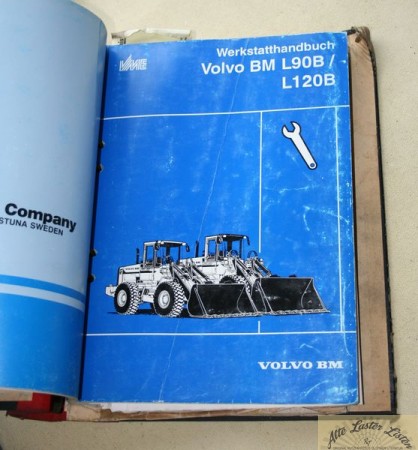 Company
STUNA SWEDEN
VME
Werkstatthandbuch
Volvo BM L90B /
L120B
VOLVO BM
Alte Laster Listen